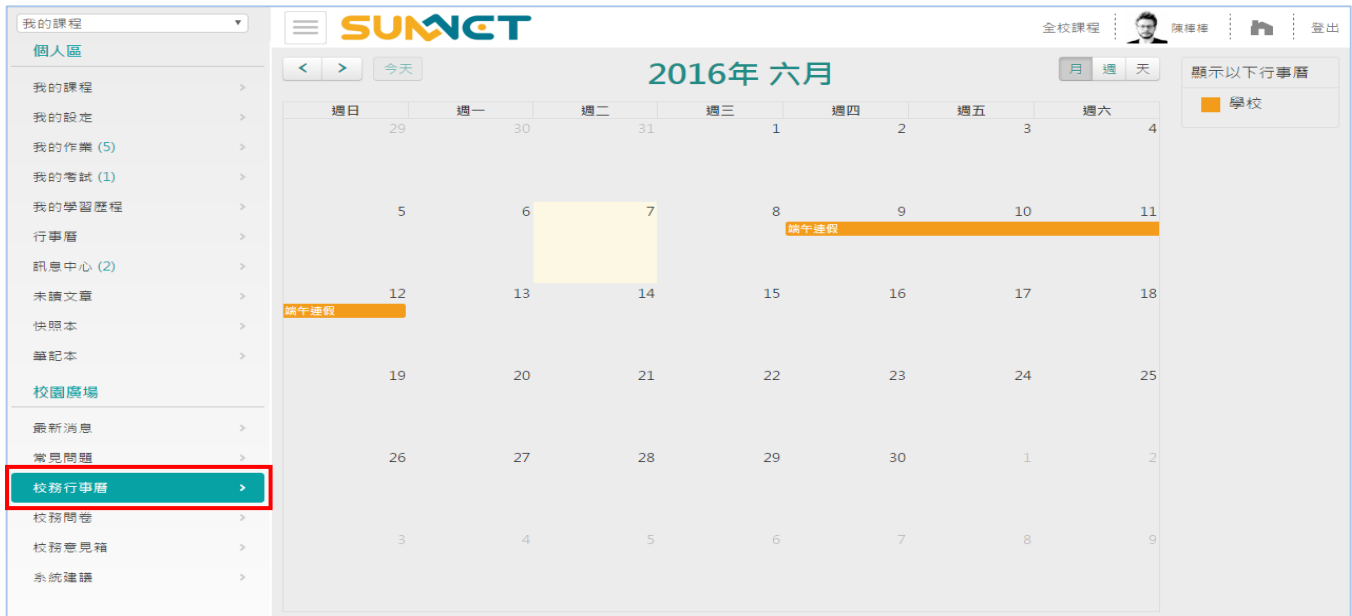 我的課程
SUNNET
全校課程
陳樺樺
登出
個人區
我的課程
我的設定
我的作業 (5)
我的考試 (1)
我的學習歷程
行事曆
訊息中心 (2)
未讀文章
快照本
筆記本
校園廣場
最新消息
常見問題
校務行事曆
校務問卷
校務意見箱
系統建議
今天
2016年 六月
月 週 天
週日 週一 週二 週三 週四 週五 週六
29 30 31 1 2 3 4
5 6 7 8 9 10 11
端午連假
12 13 14 15 16 17 18
端午連假
19 20 21 22 23 24 25
26 27 28 29 30 1 2
3 4 5 6 7 8 9
顯示以下行事曆
學校